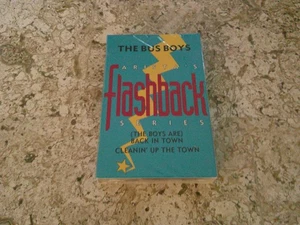 THE BUS BOYS
flashback
SERIES
(THE BOYS ARE)
BACK IN TOWN
CLEANIN' UP THE TOWN